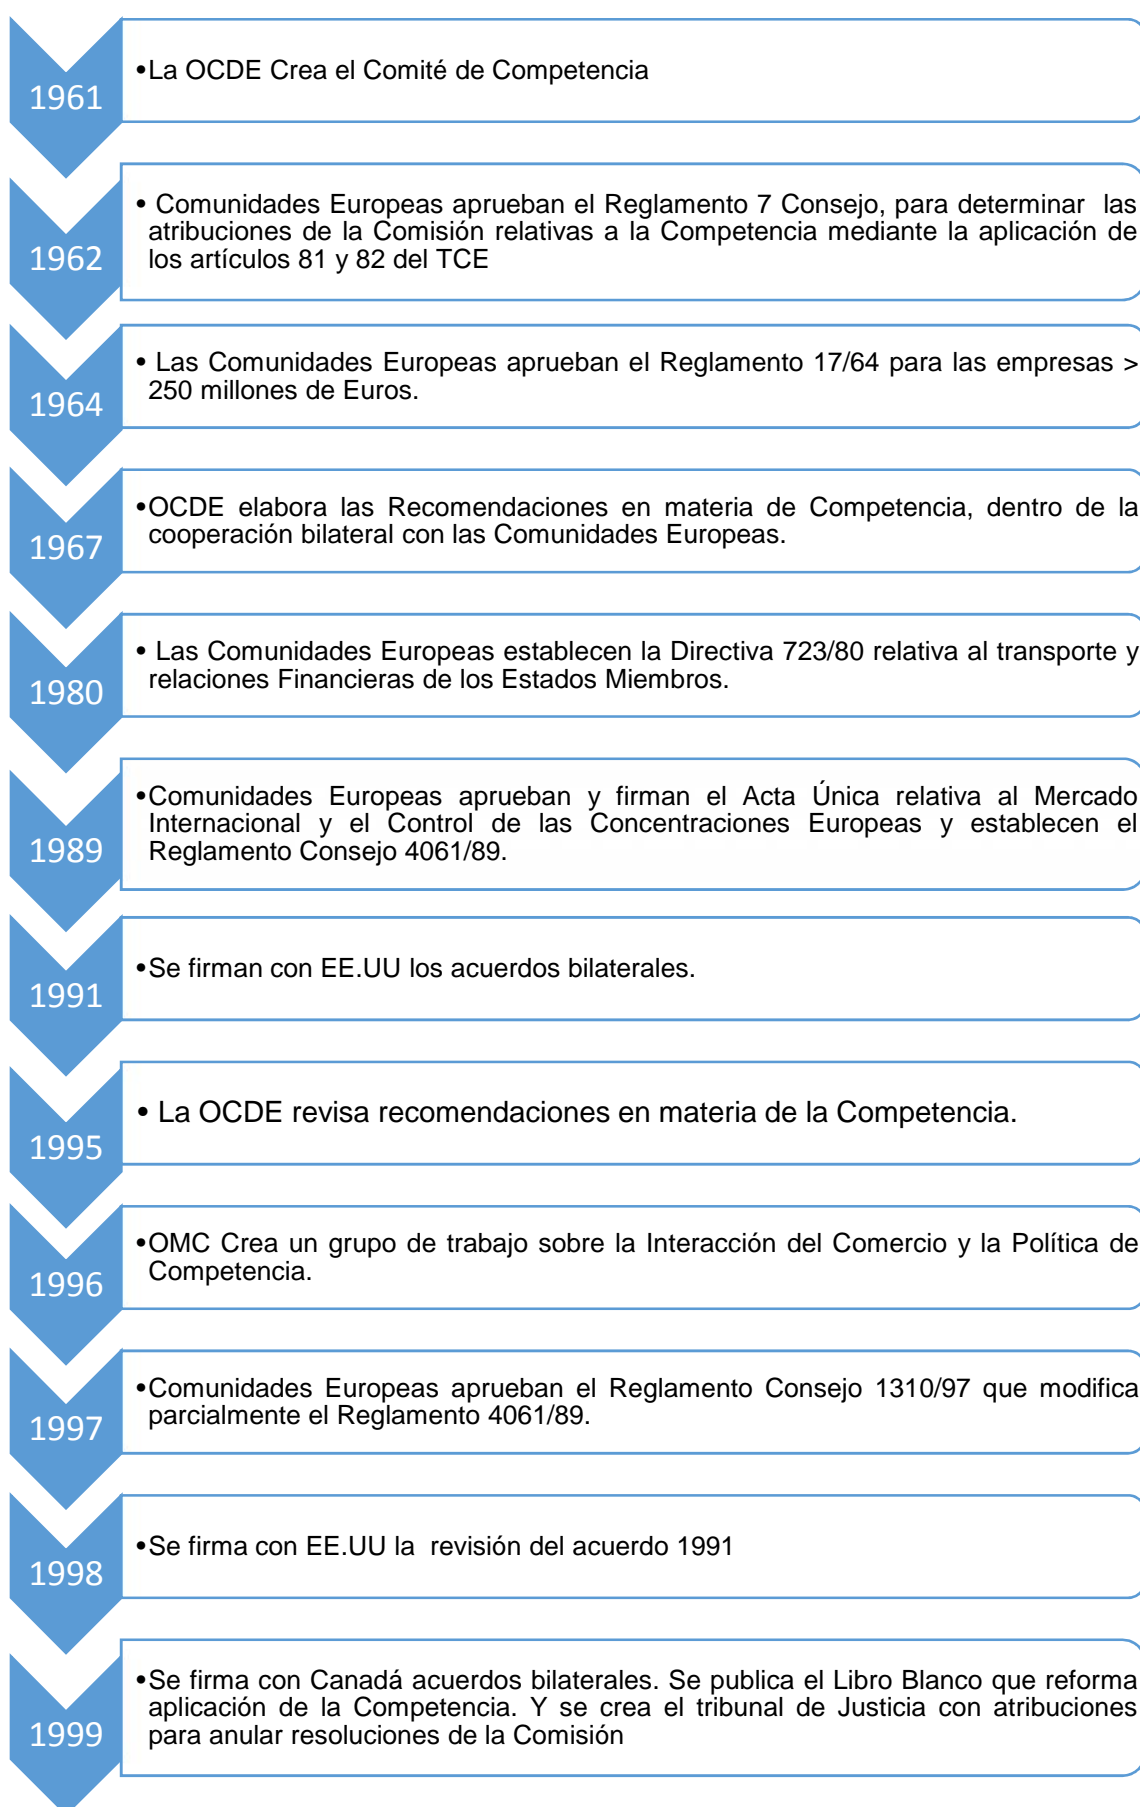 1961
•La OCDE Crea el Comité de Competencia
1962
• Comunidades Europeas aprueban el Reglamento 7 Consejo, para determinar las
atribuciones de la Comisión relativas a la Competencia mediante la aplicación de
los artículos 81 y 82 del TCE
1964
• Las Comunidades Europeas aprueban el Reglamento 17/64 para las empresas >
250 millones de Euros.
1967
•OCDE elabora las Recomendaciones en materia de Competencia, dentro de la
cooperación bilateral con las Comunidades Europeas.
1980
• Las Comunidades Europeas establecen la Directiva 723/80 relativa al transporte y
relaciones Financieras de los Estados Miembros.
1989
•Comunidades Europeas aprueban y firman el Acta Única relativa al Mercado
Internacional y el Control de las Concentraciones Europeas y establecen el
Reglamento Consejo 4061/89.
1991
•Se firman con EE.UU los acuerdos bilaterales.
1995
• La OCDE revisa recomendaciones en materia de la Competencia.
1996
•OMC Crea un grupo de trabajo sobre la Interacción del Comercio y la Política de
Competencia.
1997
•Comunidades Europeas aprueban el Reglamento Consejo 1310/97 que modifica
parcialmente el Reglamento 4061/89.
1998
•Se firma con EE.UU la revisión del acuerdo 1991
1999
•Se firma con Canadá acuerdos bilaterales. Se publica el Libro Blanco que reforma
aplicación de la Competencia. Y se crea el tribunal de Justicia con atribuciones
para anular resoluciones de la Comisión